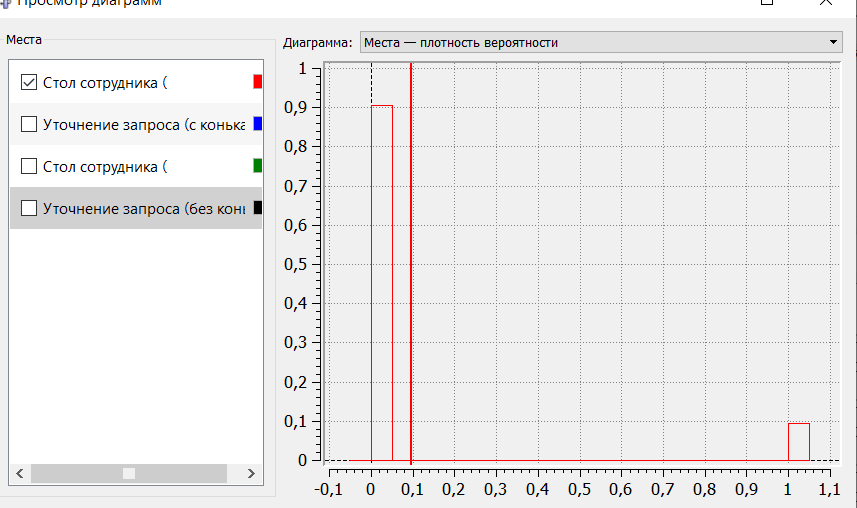 Просмотр диаграмм
Места
Диаграмма: Места — плотность вероятности
Стол сотрудника (
Уточнение запроса (с конька
Стол сотрудника (
Уточнение запроса (без конь
1
0,9
0,8
0,7
0,6
0,5
0,4
0,3
0,2
0,1
0
-0,1 0 0,1 0,2 0,3 0,4 0,5 0,6 0,7 0,8 0,9 1 1,1